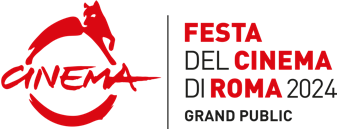 CINEMA
FESTA
DEL CINEMA
DI ROMA 2024
GRAND PUBLIC